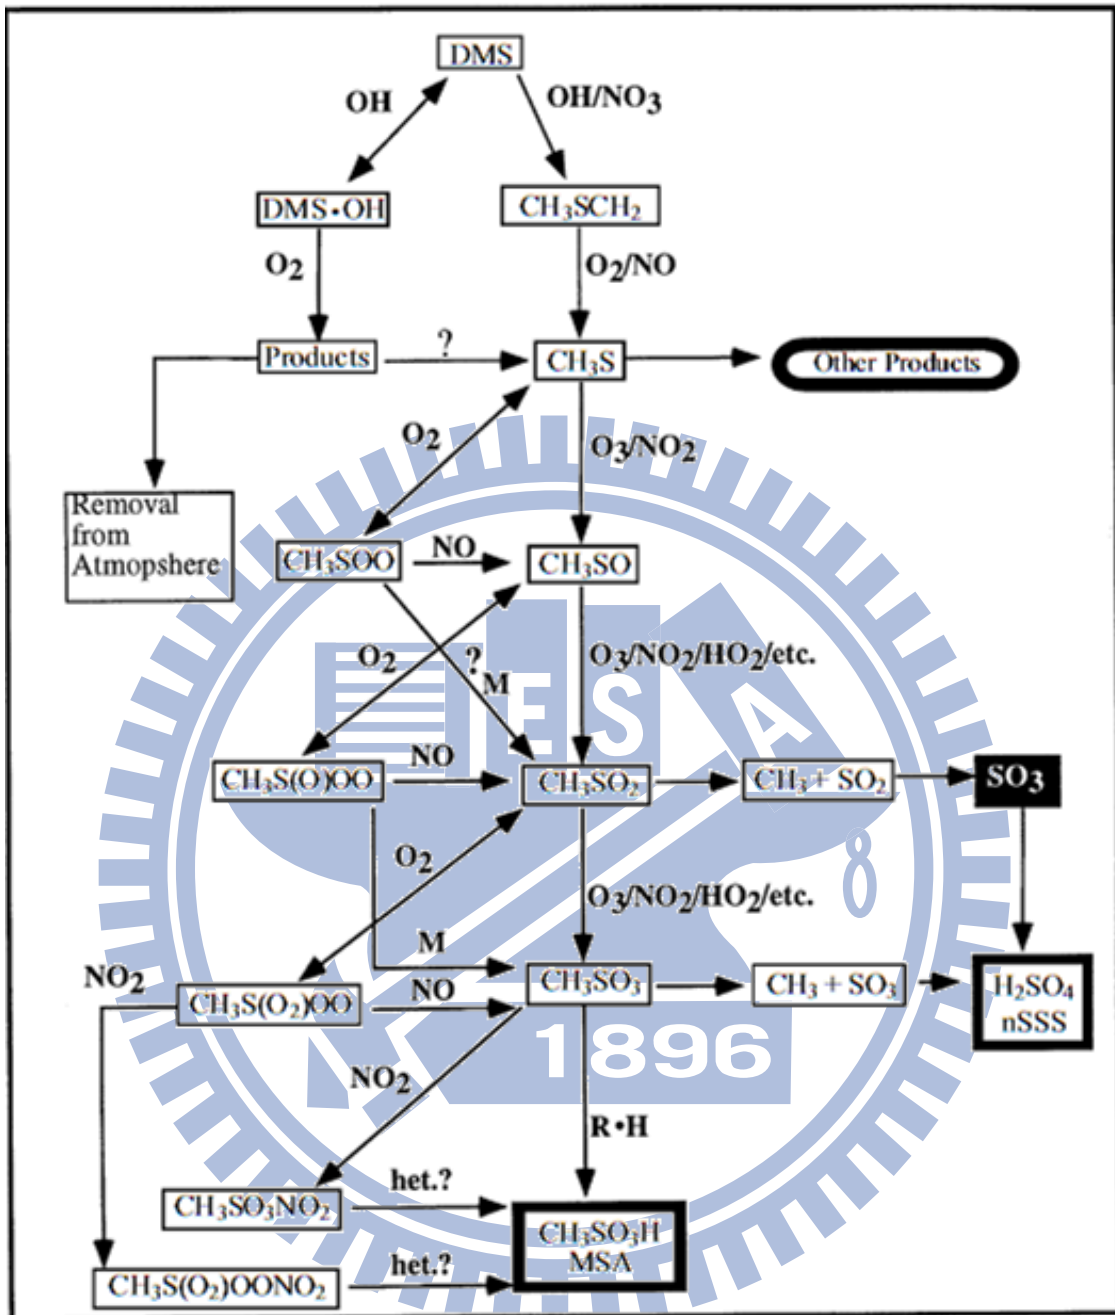 DMS
OH
OH/NO3
DMS•OH
CH3SCH2
O2
O2/NO
Products
?
CH3S
Other Products
O2
O3/NO2
Removal
from
Atmopshere
CH3SOO
NO
CH3SO
O2
?
M
O3/NO2/HO2/etc.
ESA
CH3S(O)OO
NO
CH3SO2
CH3 + SO2
SO3
O2
8
O3/NO2/HO2/etc.
M
NO2
CH3S(O2)OO
NO
CH3SO3
CH3 + SO3
H2SO4
nSSS
1896
NO2
R•H
CH3SO3NO2
het.?
CH3SO3H
MSA
CH3S(O2)OONO2
het.?